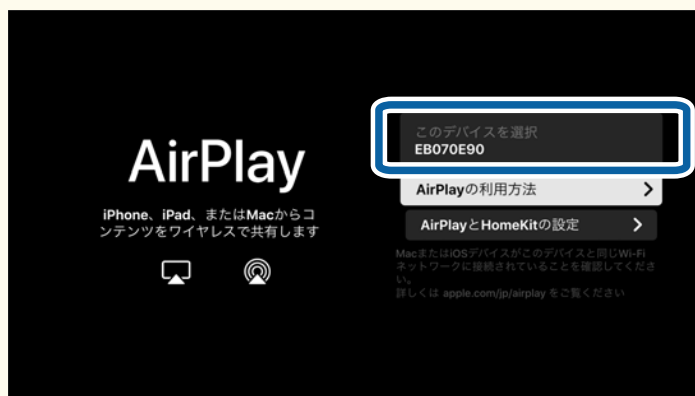 AirPlay
iPhone、iPad、またはMacからコ
ンテンツをワイヤレスで共有します
このデバイスを選択
EB070E90
AirPlayの利用方法
AirPlayとHomeKitの設定
MacまたはiOSデバイスがこのデバイスと同じWi-Fi
ネットワークに接続されていることを確認してくださ
い。
詳しくは apple.com/jp/airplay をご覧ください